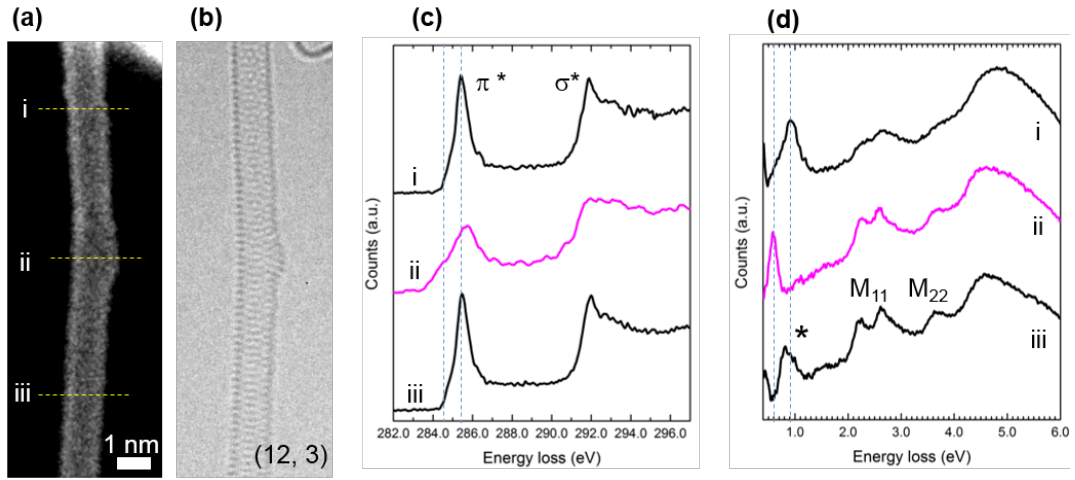 (a)
(b)
(c)
(d)
i
ii
iii
1 nm
(12, 3)
π *
σ*
i
ii
iii
Counts (a.u.)
282.0 284.0 286.0 288.0 290.0 292.0 294.0 296.0
Energy loss (eV)
i
ii
M11 M22
*
iii
Counts (a.u.)
1.0 2.0 3.0 4.0 5.0 6.0
Energy loss (eV)